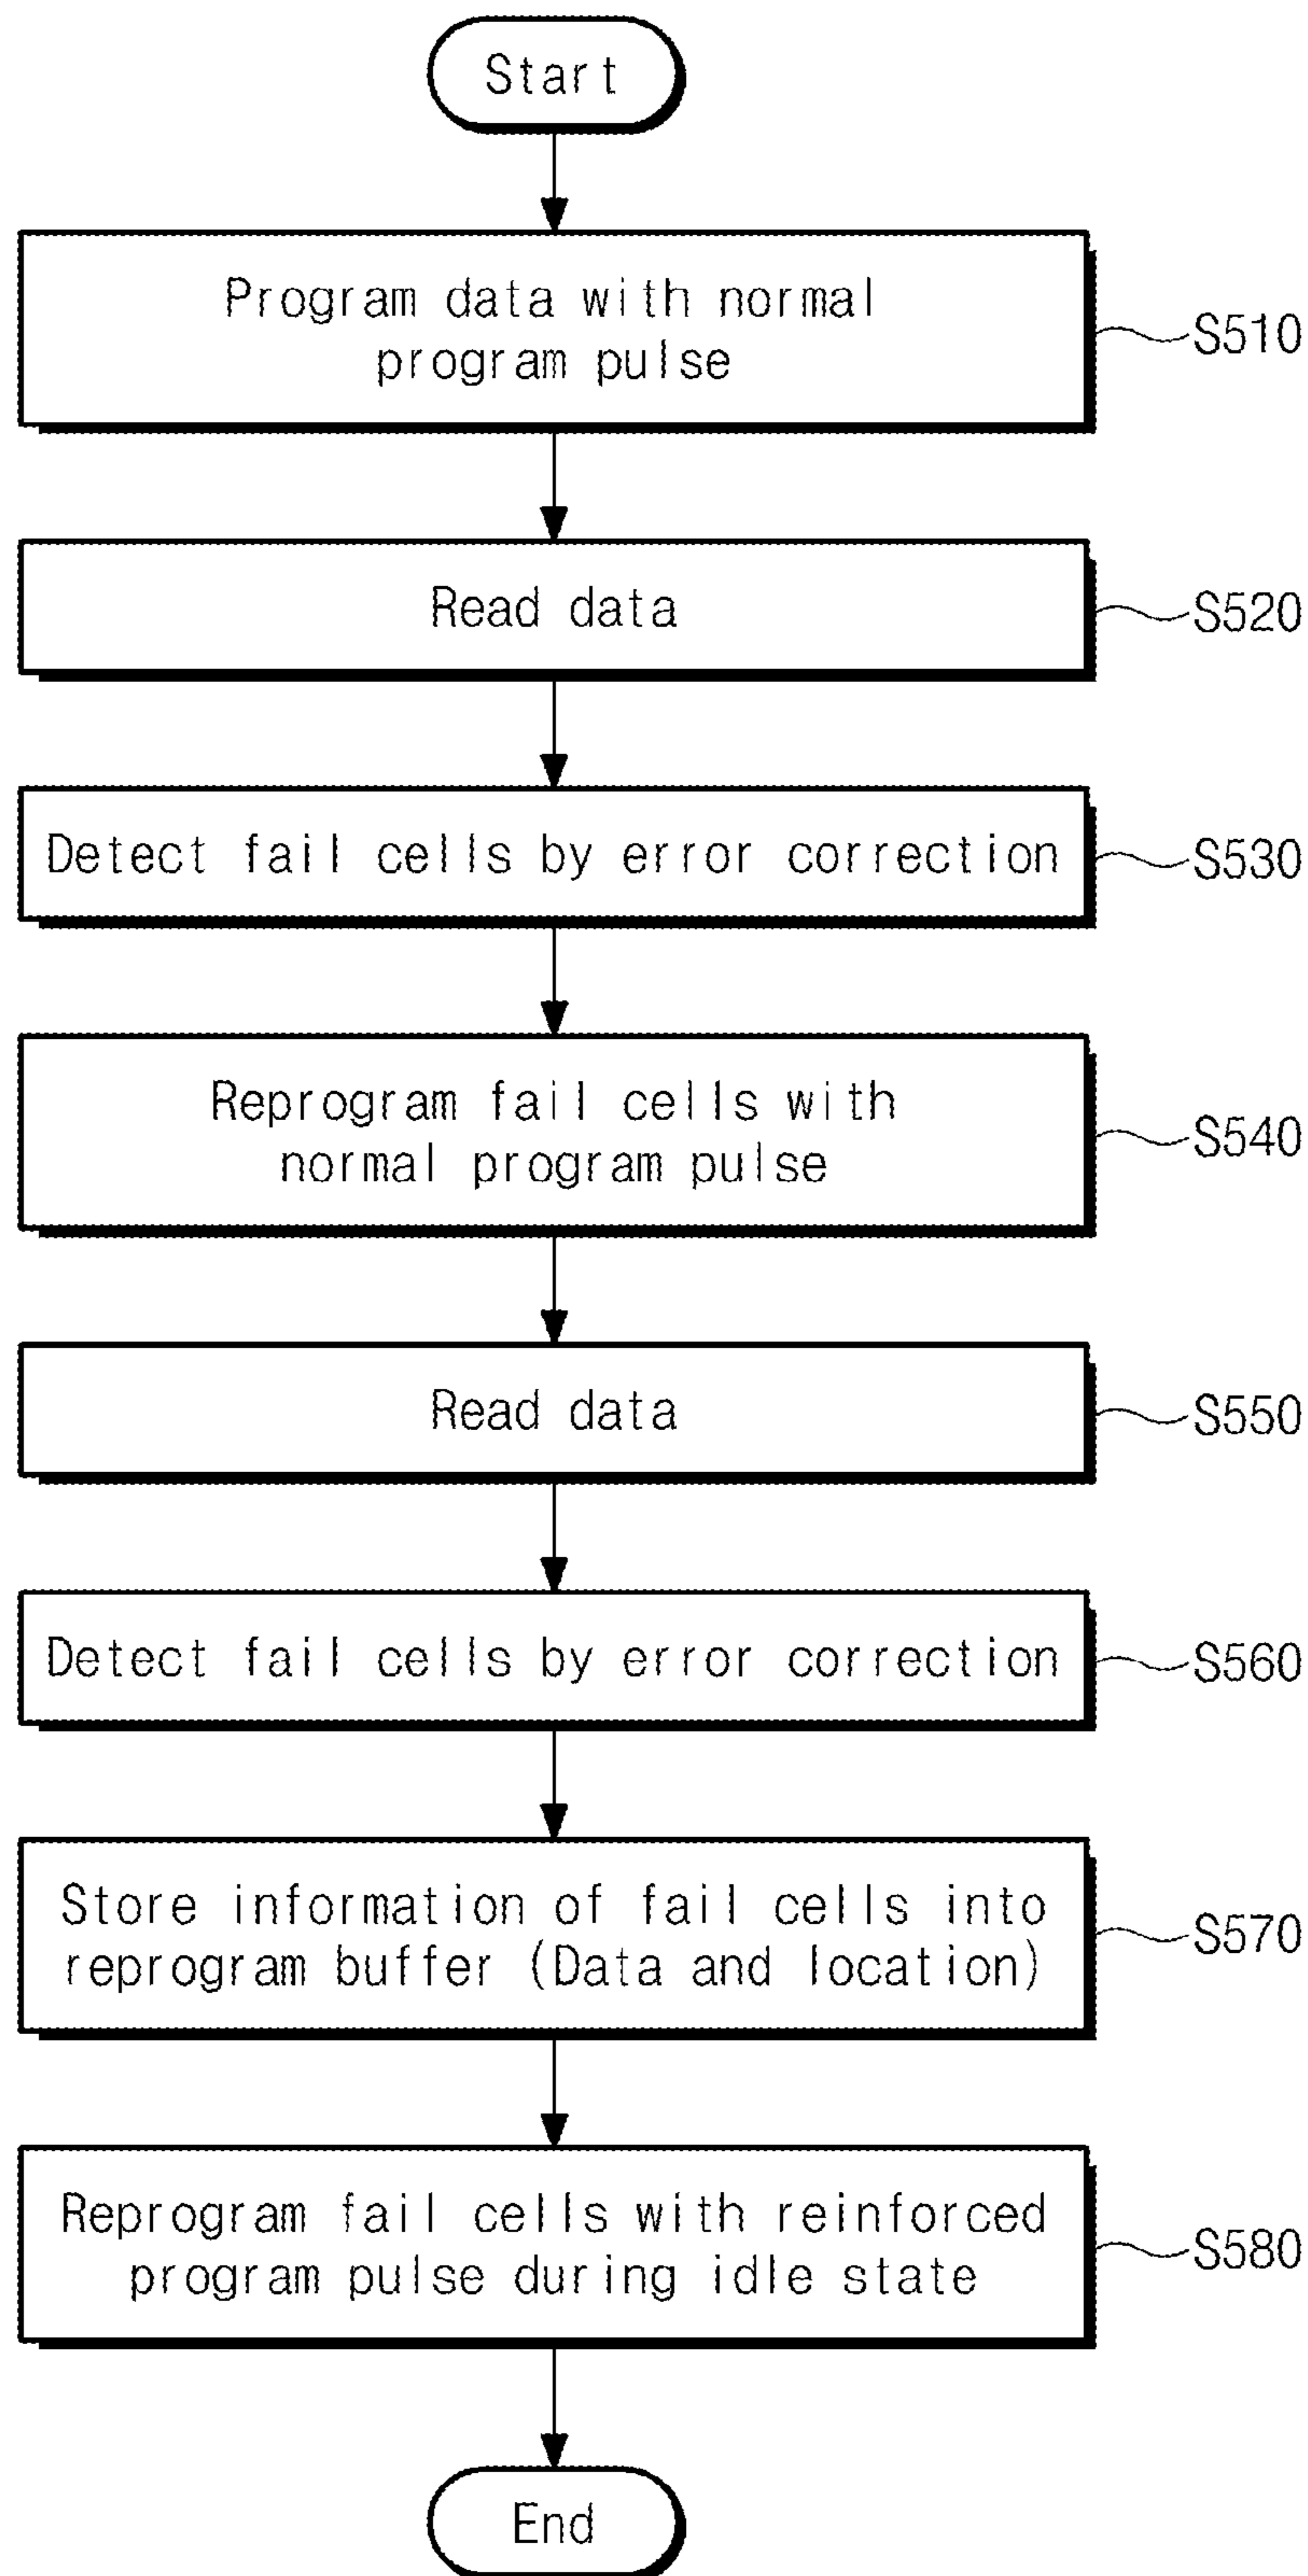 Start
Program data with normal
program pulse
S510
Read data
S520
Detect fail cells by error correction
S530
Reprogram fail cells with
normal program pulse
S540
Read data
S550
Detect fail cells by error correction
S560
Store information of fail cells into
reprogram buffer (Data and location)
S570
Reprogram fail cells with reinforced
program pulse during idle state
S580
End